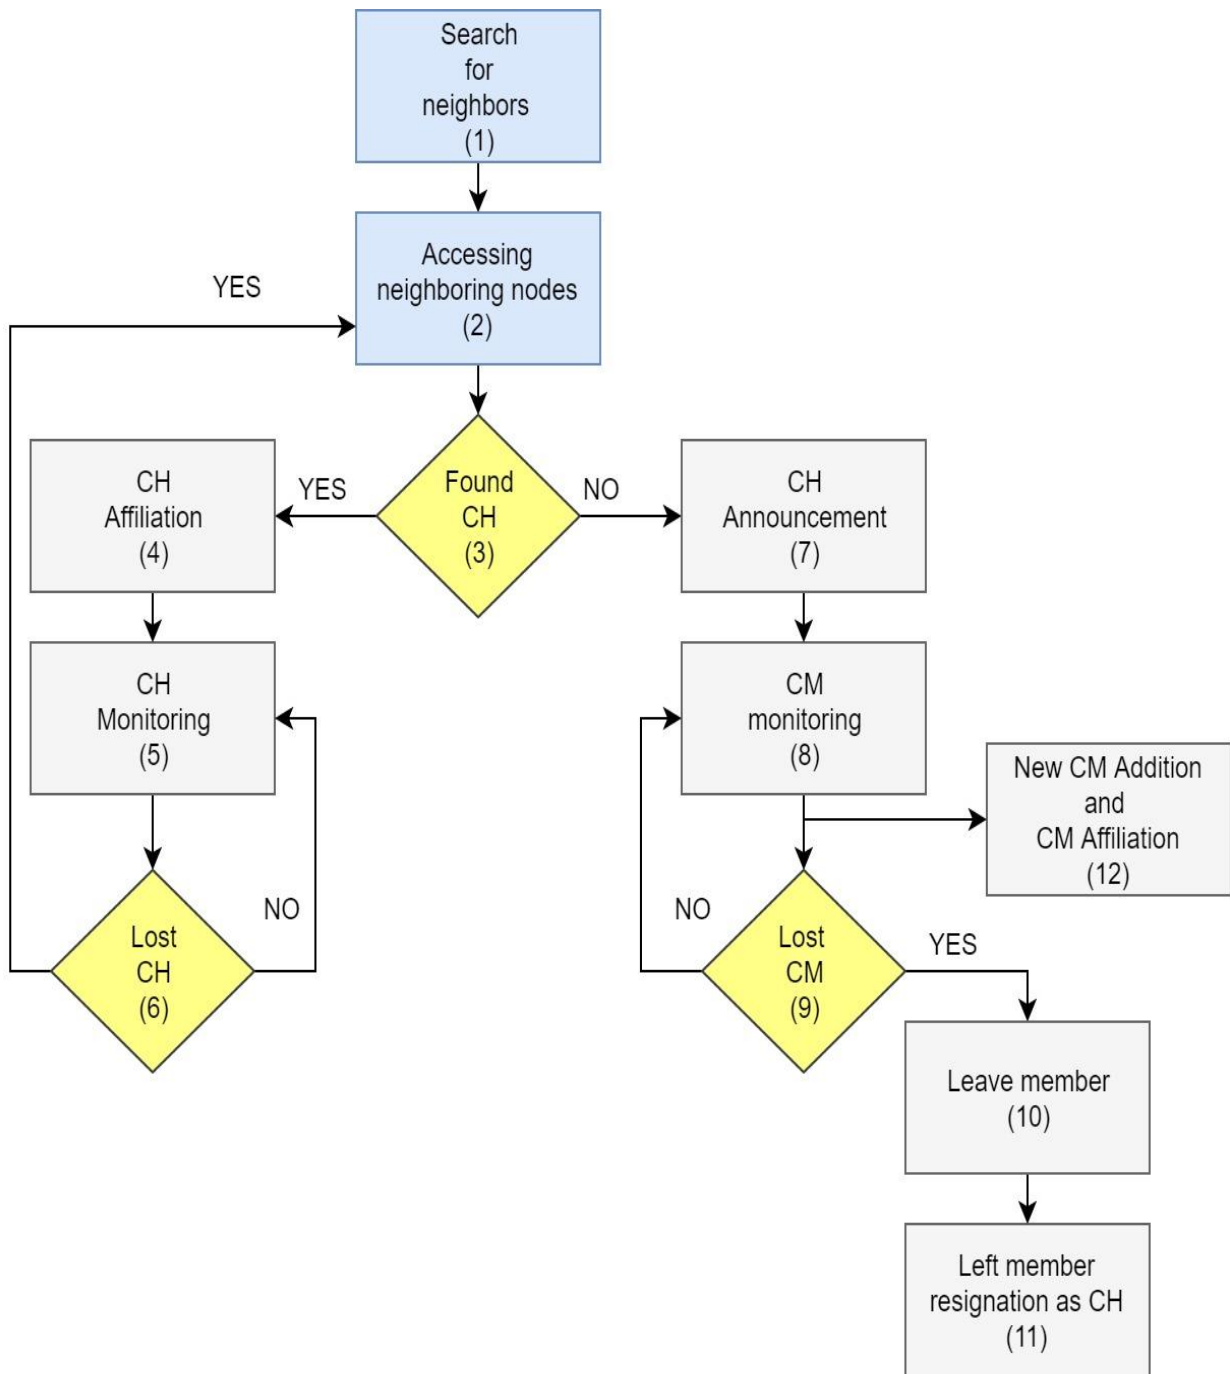 Search
for
neighbors
(1)
Accessing
neighboring nodes
(2)
YES
Found
CH
(3)
YES
NO
CH
Affiliation
(4)
CH
Announcement
(7)
CH
Monitoring
(5)
CM
monitoring
(8)
New CM Addition
and
CM Affiliation
(12)
Lost
CH
(6)
NO
Lost
CM
(9)
NO
YES
Leave member
(10)
Left member
resignation as CH
(11)